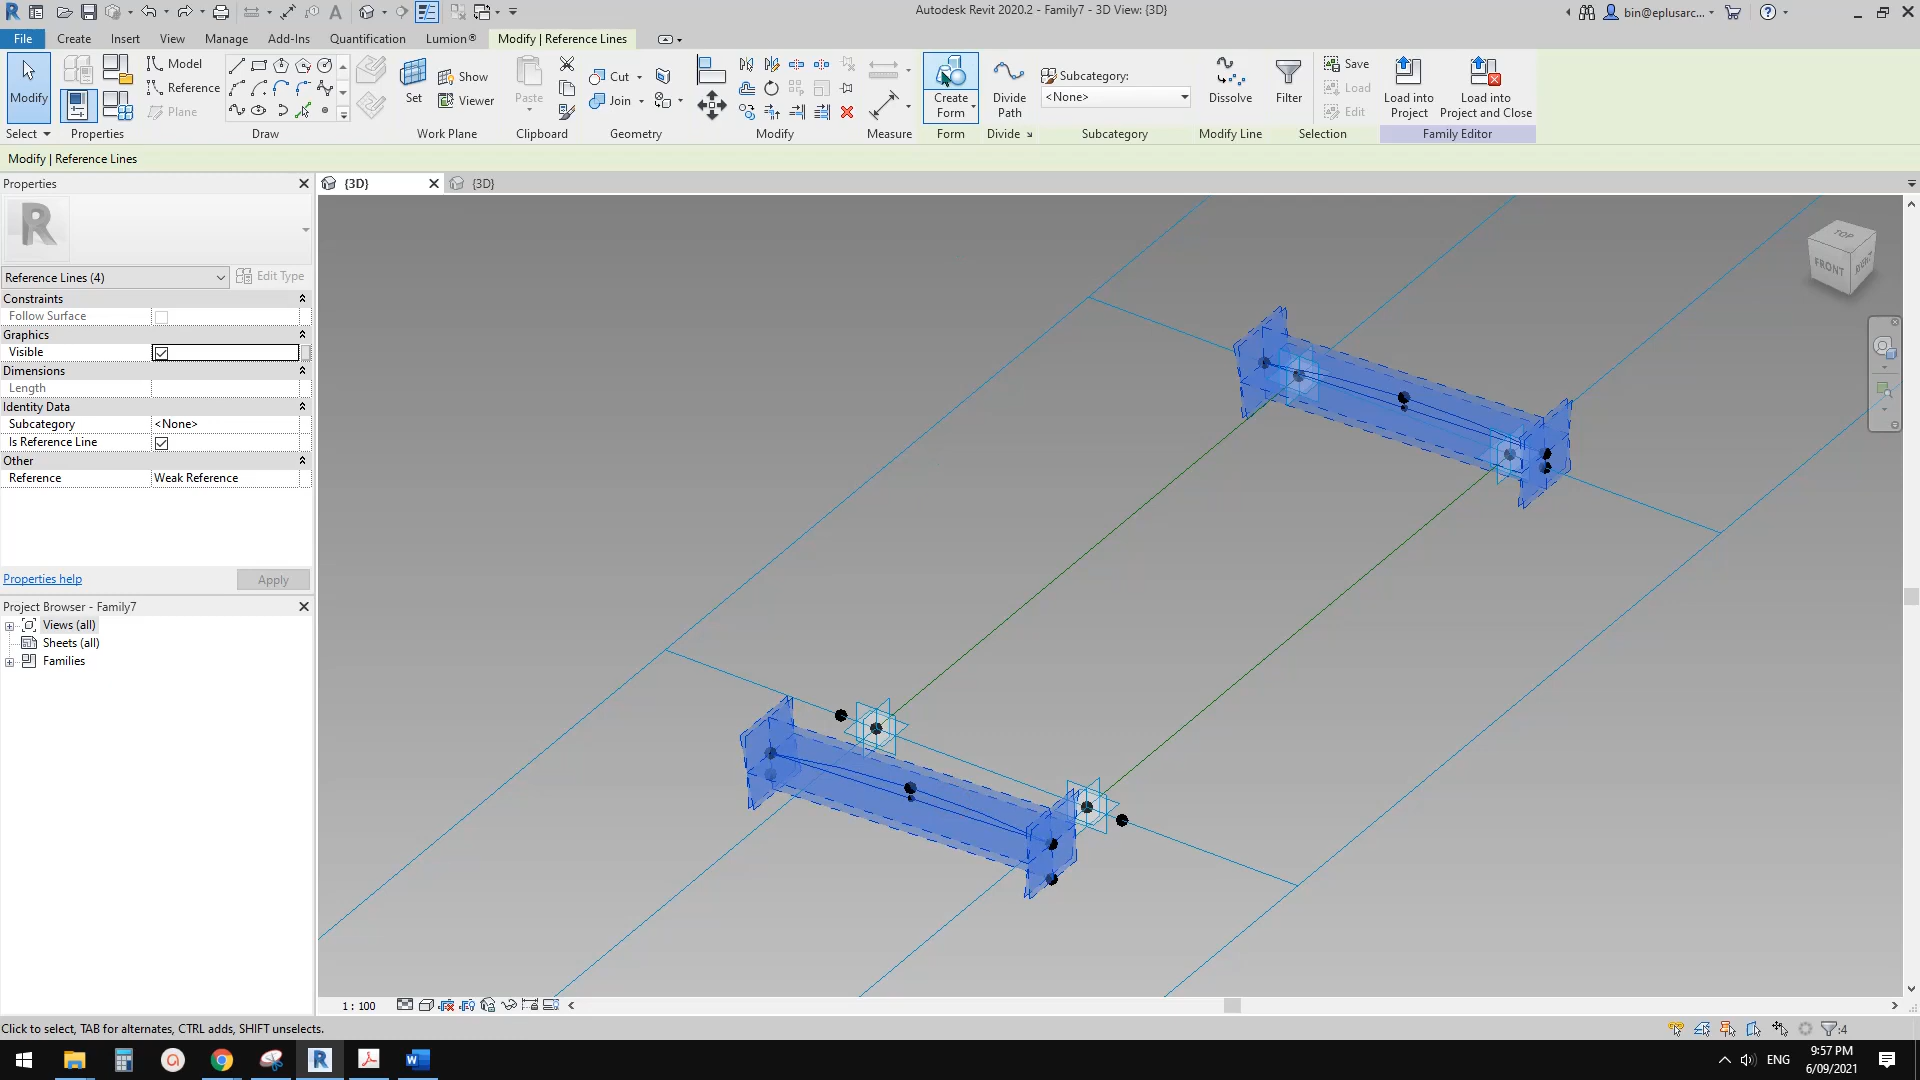 Autodesk Revit 2020.2 - Family7 - 3D View: {3D}
bin@eplusarc...
File Create Insert View Manage Add-Ins Quantification Lumion® Modify | Reference Lines
Modify
Model
Reference
Plane
Set
Show
Viewer
Paste
Cut
Join
Create
Form
Divide
Path
Subcategory:
<None>
Dissolve
Filter
Save
Load
Edit
Load into
Project
Load into
Project and Close
Select Properties Draw Work Plane Clipboard Geometry Modify Measure Form Divide Subcategory Modify Line Selection Family Editor
Modify | Reference Lines
Properties
{3D}
{3D}
R
Reference Lines (4)
Edit Type
Constraints
Follow Surface
Graphics
Visible
Dimensions
Length
Identity Data
Subcategory <None>
Is Reference Line
Other
Reference Weak Reference
Properties help
Apply
Project Browser - Family7
Views (all)
Sheets (all)
Families
TOP
FRONT
1 : 100
Click to select, TAB for alternates, CTRL adds, SHIFT unselects.
:4
ENG
9:57 PM
6/09/2021